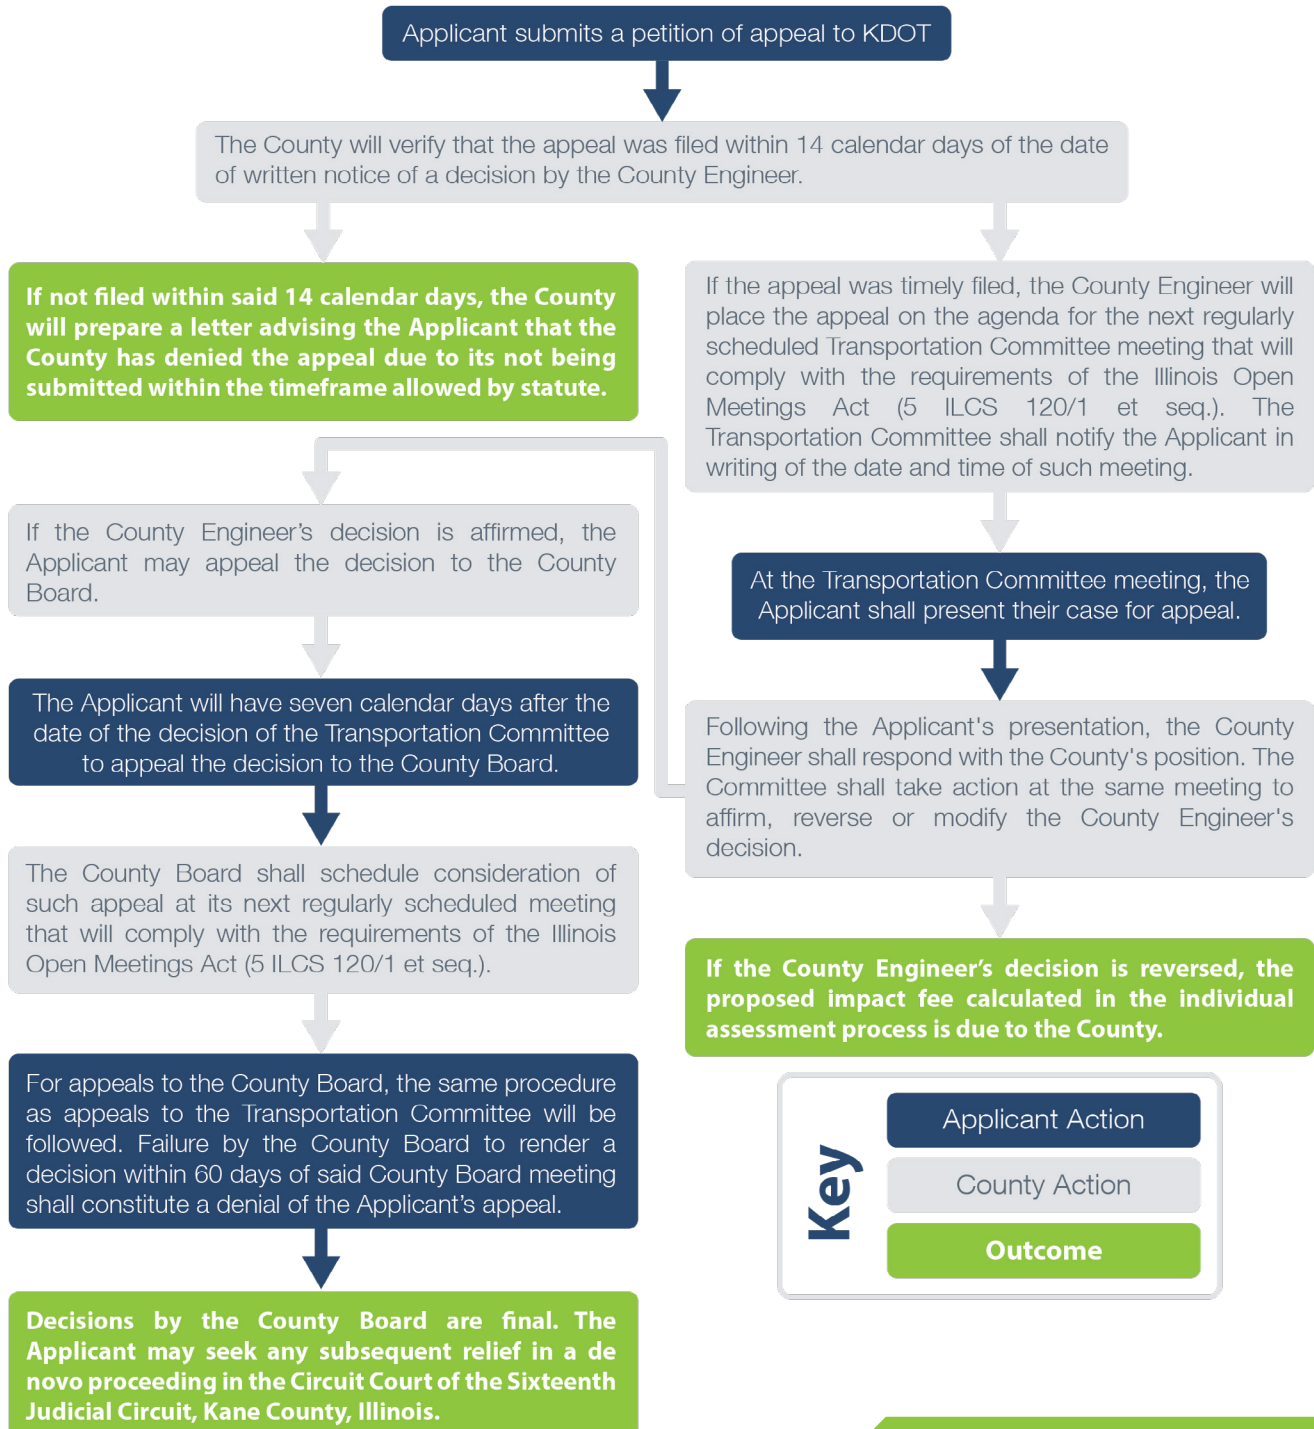 Applicant submits a petition of appeal to KDOT
The County will verify that the appeal was filed within 14 calendar days of the date
of written notice of a decision by the County Engineer.
If not filed within said 14 calendar days, the County
will prepare a letter advising the Applicant that the
County has denied the appeal due to its not being
submitted within the timeframe allowed by statute.
If the appeal was timely filed, the County Engineer will
place the appeal on the agenda for the next regularly
scheduled Transportation Committee meeting that will
comply with the requirements of the Illinois Open
Meetings Act (5 ILCS 120/1 et seq.). The
Transportation Committee shall notify the Applicant in
writing of the date and time of such meeting.
At the Transportation Committee meeting, the
Applicant shall present their case for appeal.
Following the Applicant's presentation, the County
Engineer shall respond with the County's position. The
Committee shall take action at the same meeting to
affirm, reverse or modify the County Engineer's
decision.
If the County Engineer’s decision is reversed, the
proposed impact fee calculated in the individual
assessment process is due to the County.
If the County Engineer’s decision is affirmed, the
Applicant may appeal the decision to the County
Board.
The Applicant will have seven calendar days after the
date of the decision of the Transportation Committee
to appeal the decision to the County Board.
The County Board shall schedule consideration of
such appeal at its next regularly scheduled meeting
that will comply with the requirements of the Illinois
Open Meetings Act (5 ILCS 120/1 et seq.).
For appeals to the County Board, the same procedure
as appeals to the Transportation Committee will be
followed. Failure by the County Board to render a
decision within 60 days of said County Board meeting
shall constitute a denial of the Applicant’s appeal.
Decisions by the County Board are final. The
Applicant may seek any subsequent relief in a de
novo proceeding in the Circuit Court of the Sixteenth
Judicial Circuit, Kane County, Illinois.
Key
Applicant Action
County Action
Outcome